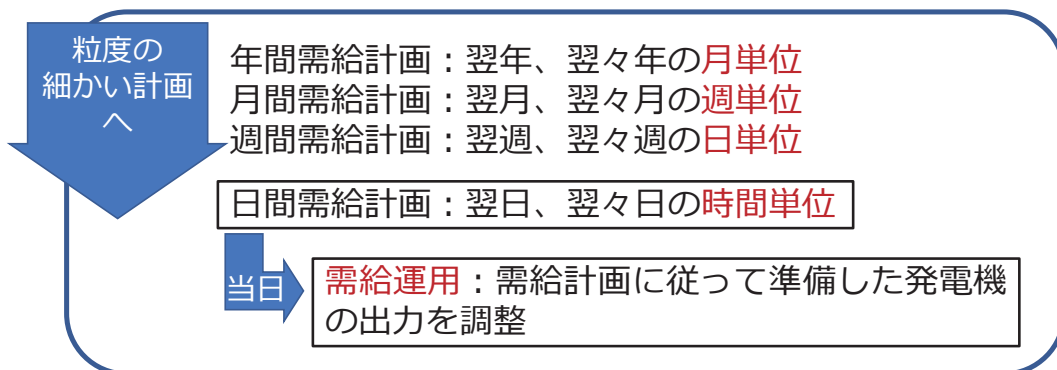 粒度の
細かい計画
へ
年間需給計画：翌年、翌々年の月単位
月間需給計画：翌月、翌々月の週単位
週間需給計画：翌週、翌々週の日単位
日間需給計画：翌日、翌々日の時間単位
当日
需給運用：需給計画に従って準備した発電機
の出力を調整